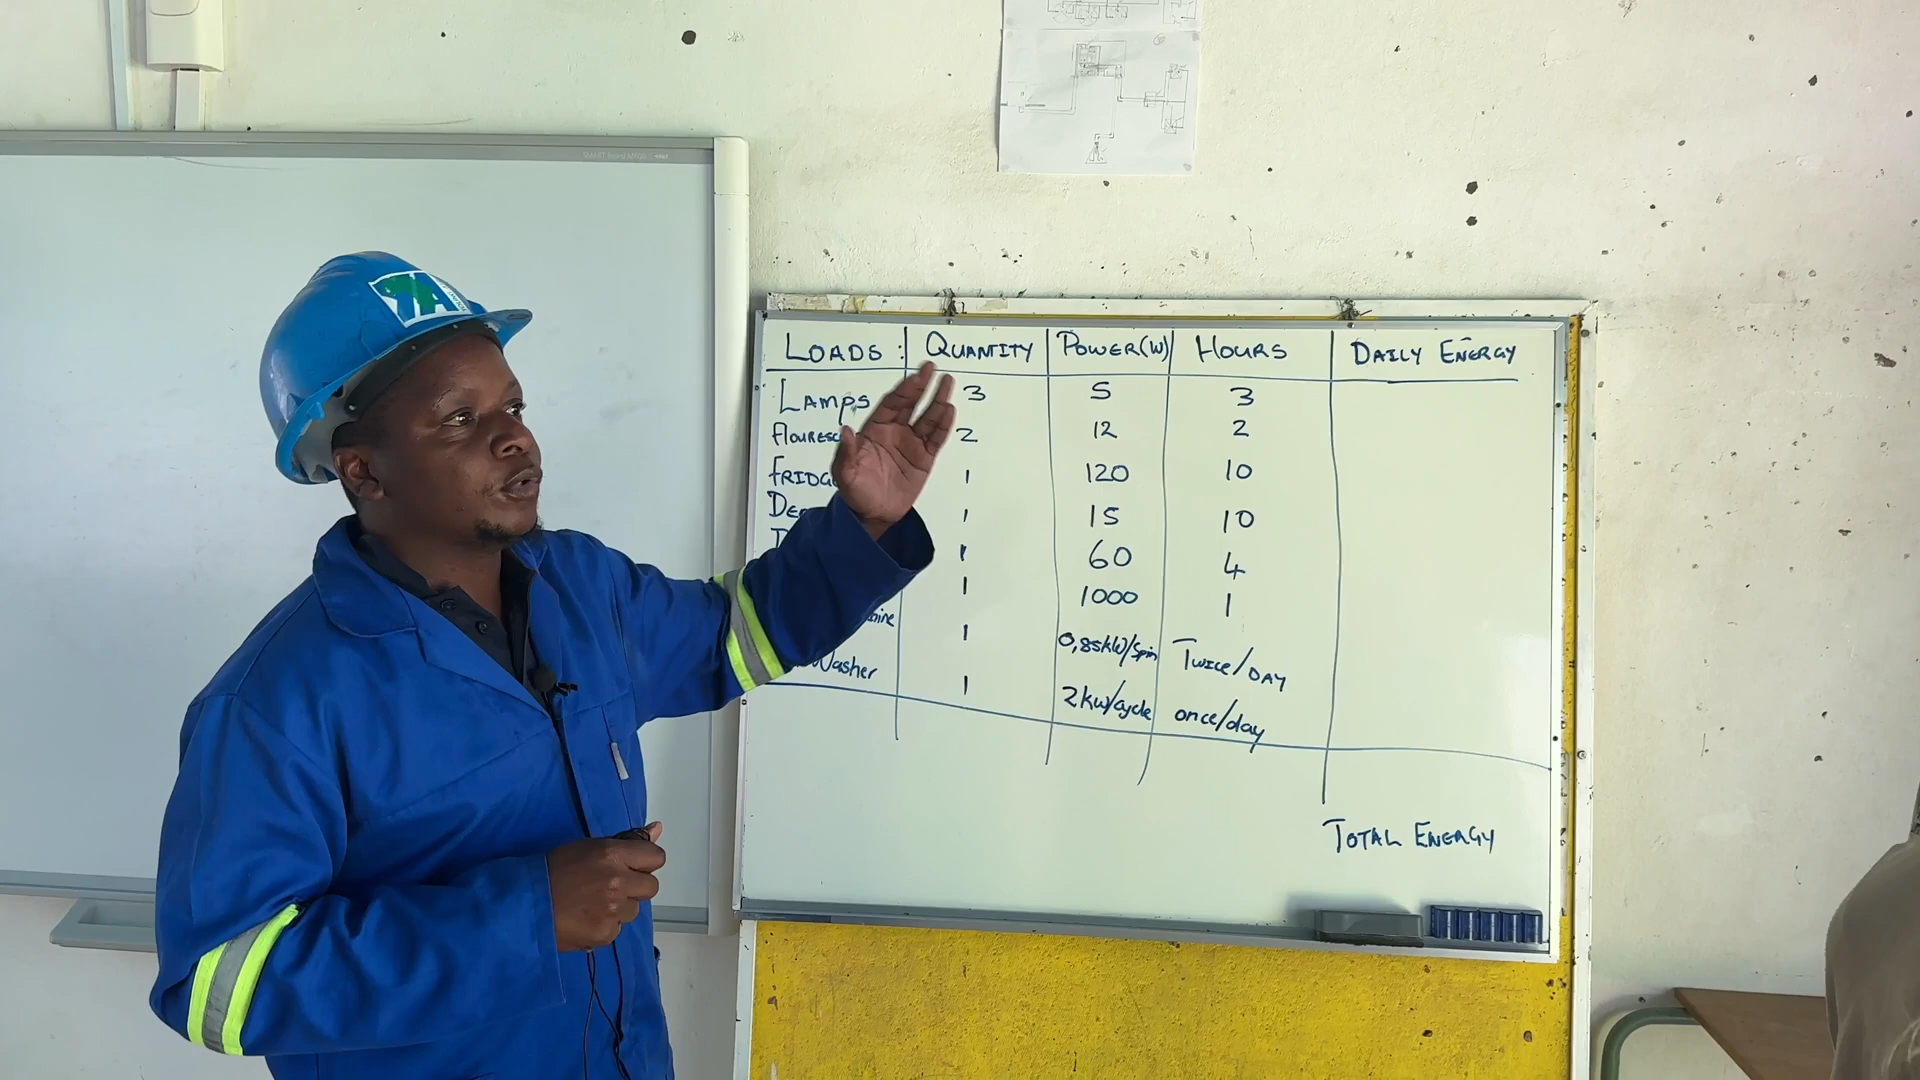 LOADS : QUANTITY POWER(W) HOURS DAILY ENERGY
LAMPS 3 5 3
2 12 2
1 120 10
1 15 10
1 60 4
1 1000 1
1 0,85kW/spin Twice/DAY
Washer 1 2kW/cycle once/day
TOTAL ENERGY